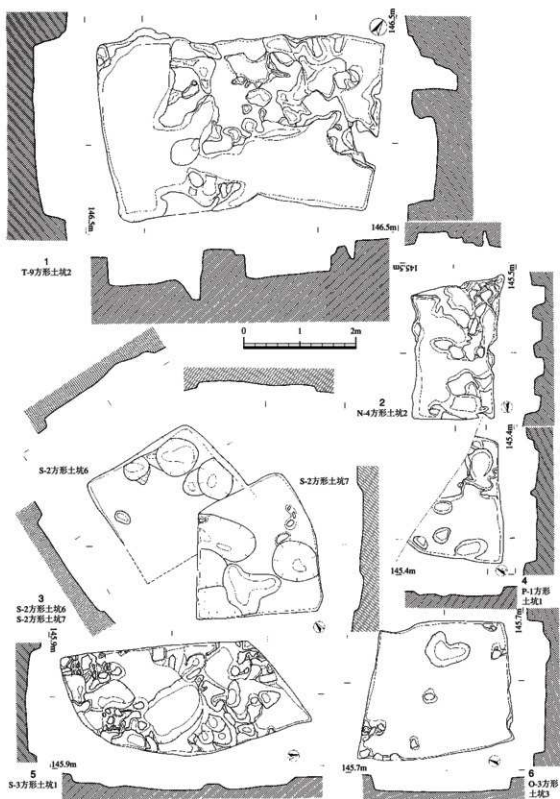 146.5m
146.5m
146.5m
1
T-9方形土坑2
0 1 2m
145.5m
145.5m
2
N-4方形土坑2
S-2方形土坑6
S-2方形土坑7
145.4m
145.4m
3
S-2方形土坑6
S-2方形土坑7
4
P-1方形
土坑1
145.9m
145.9m
5
S-3方形土坑1
145.7m
145.7m
6
O-3方形
土坑3